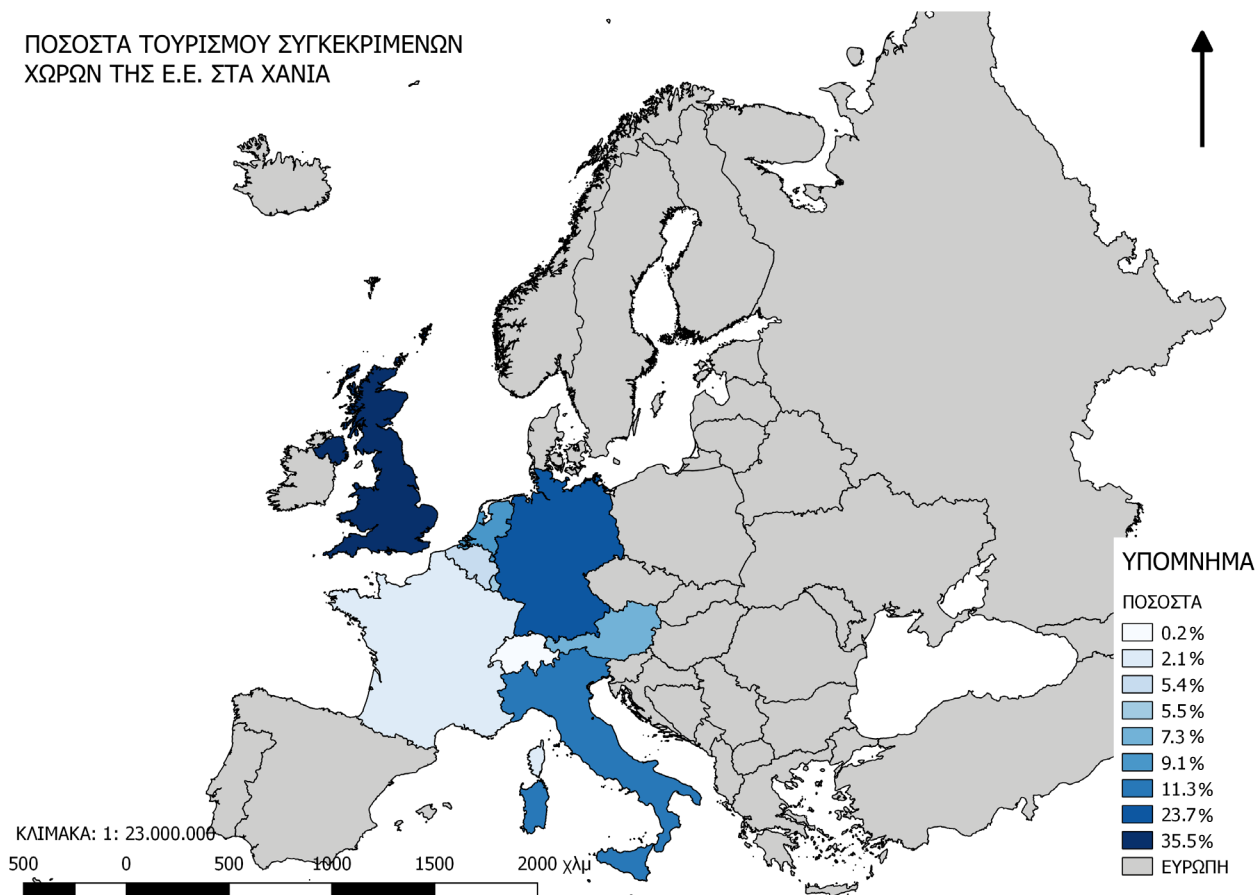 ΠΟΣΟΣΤΑ ΤΟΥΡΙΣΜΟΥ ΣΥΓΚΕΚΡΙΜΕΝΩΝ
ΧΩΡΩΝ ΤΗΣ Ε.Ε. ΣΤΑ ΧΑΝΙΑ
ΥΠΟΜΝΗΜΑ
ΠΟΣΟΣΤΑ
0.2%
2.1%
5.4%
5.5%
7.3%
9.1%
11.3%
23.7%
35.5%
ΕΥΡΩΠΗ
ΚΛΙΜΑΚΑ: 1: 23.000.000
500 0 500 1000 1500 2000 χλμ